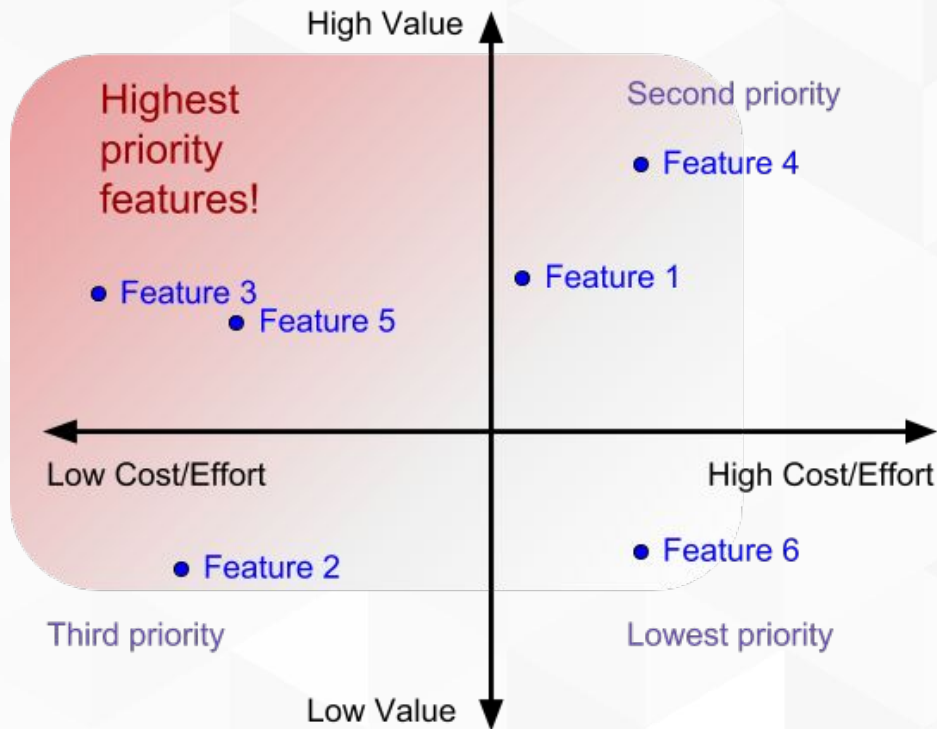 High Value
Highest
priority
features!
Second priority
Feature 4
Feature 1
Feature 3
Feature 5
Low Cost/Effort
High Cost/Effort
Feature 6
Feature 2
Third priority
Lowest priority
Low Value